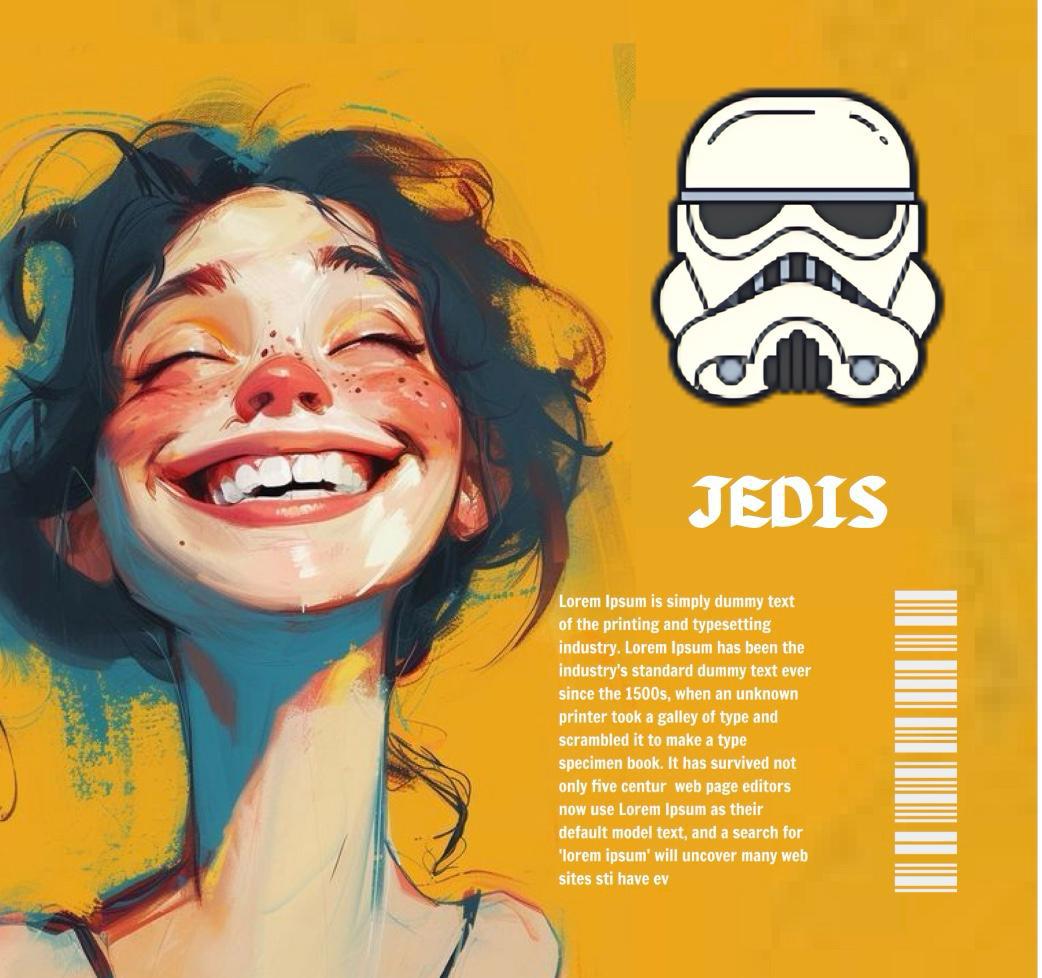 JEDIS
Lorem Ipsum is simply dummy text
of the printing and typesetting
industry. Lorem Ipsum has been the
industry's standard dummy text ever
since the 1500s, when an unknown
printer took a galley of type and
scrambled it to make a type
specimen book. It has survived not
only five centur  web page editors
now use Lorem Ipsum as their
default model text, and a search for
'lorem ipsum' will uncover many web
sites sti have ev